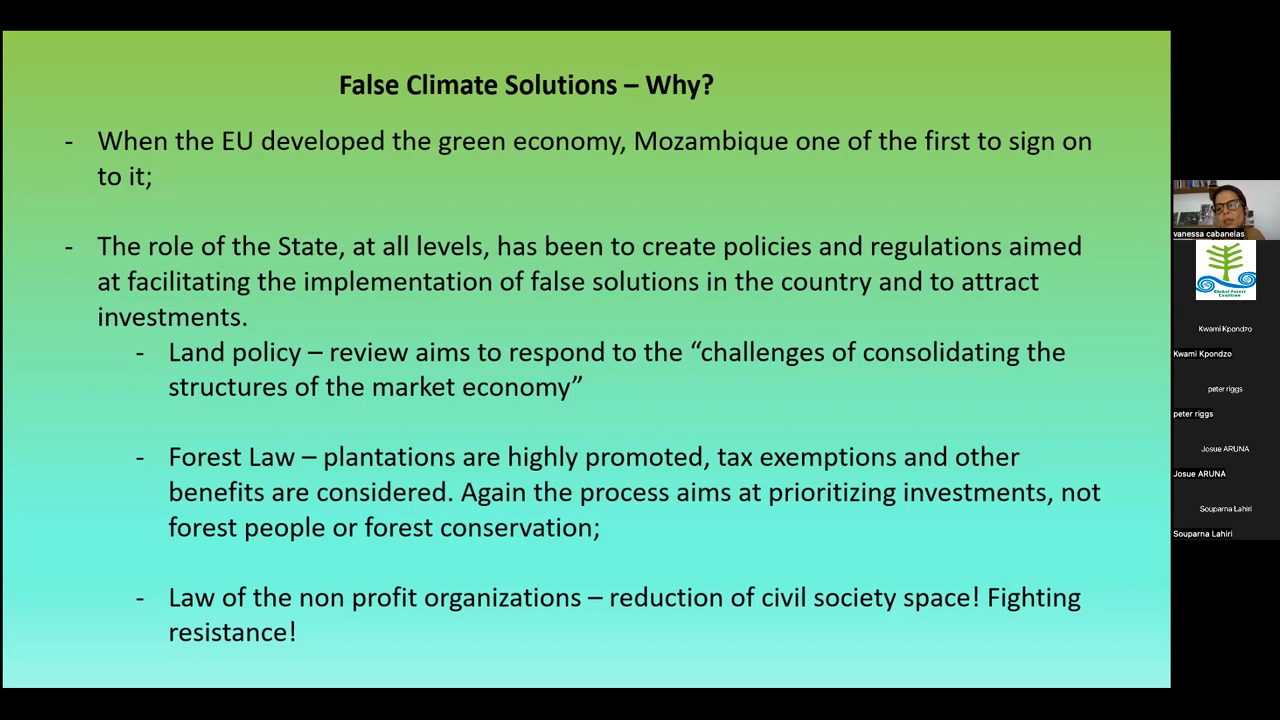 False Climate Solutions – Why?
- When the EU developed the green economy, Mozambique one of the first to sign on
to it;
- The role of the State, at all levels, has been to create policies and regulations aimed
at facilitating the implementation of false solutions in the country and to attract
investments.
- Land policy – review aims to respond to the “challenges of consolidating the
structures of the market economy”
- Forest Law – plantations are highly promoted, tax exemptions and other
benefits are considered. Again the process aims at prioritizing investments, not
forest people or forest conservation;
- Law of the non profit organizations – reduction of civil society space! Fighting
resistance!
vanessa cabanelas
Global Forest
Coalition
Kwami Kpondzo
Kwami Kpondzo
peter riggs
peter riggs
Josue ARUNA
Josue ARUNA
Souparna Lahiri
Souparna Lahiri